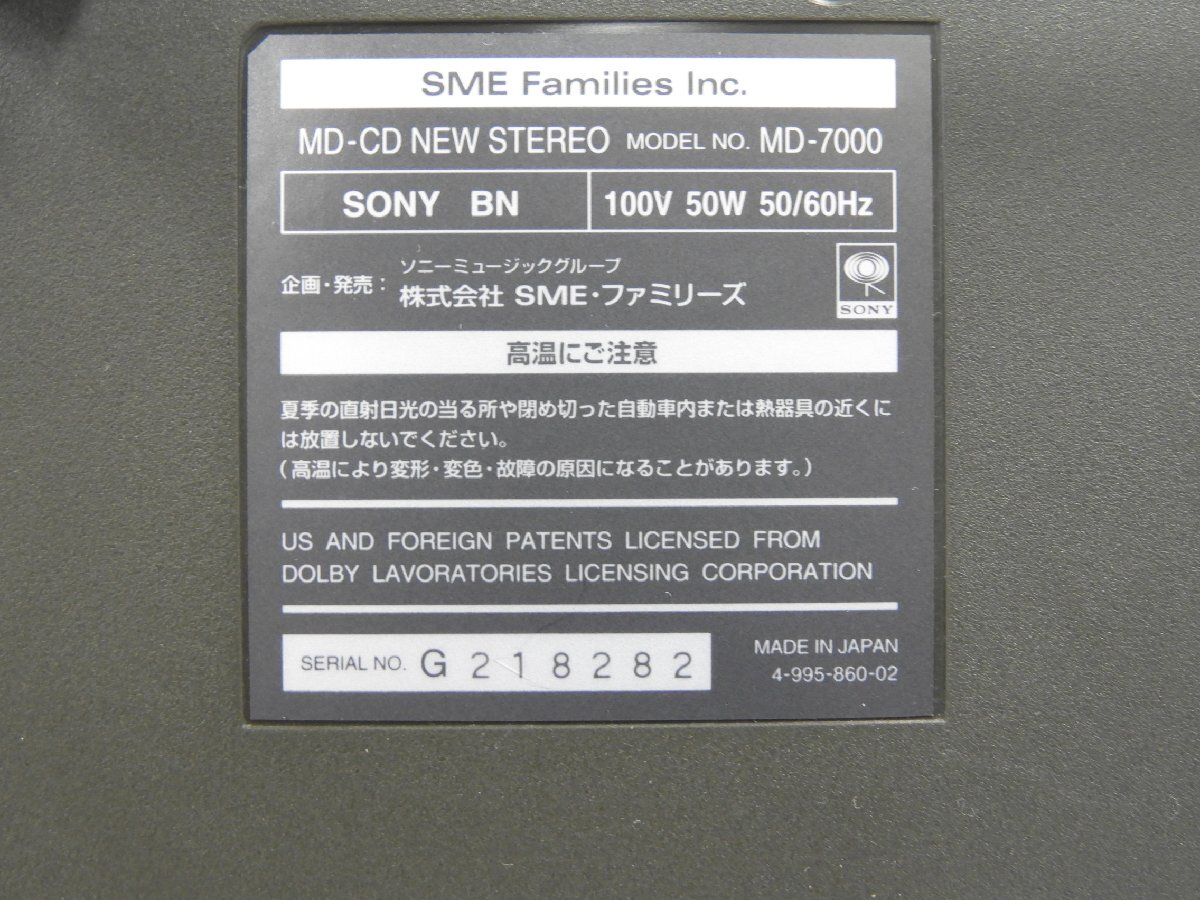 SME Families Inc.
MD-CD NEW STEREO MODEL NO. MD-7000
SONY BN 100V 50W 50/60Hz
企画・発売：
ソニーミュージックグループ
株式会社 SME・ファミリーズ
SONY
高温にご注意
夏季の直射日光の当る所や閉め切った自動車内または熱器具の近くに
は放置しないでください。
（高温により変形・変色・故障の原因になることがあります。）
US AND FOREIGN PATENTS LICENSED FROM
DOLBY LAVORATORIES LICENSING CORPORATION
SERIAL NO. G 218282
MADE IN JAPAN
4-995-860-02